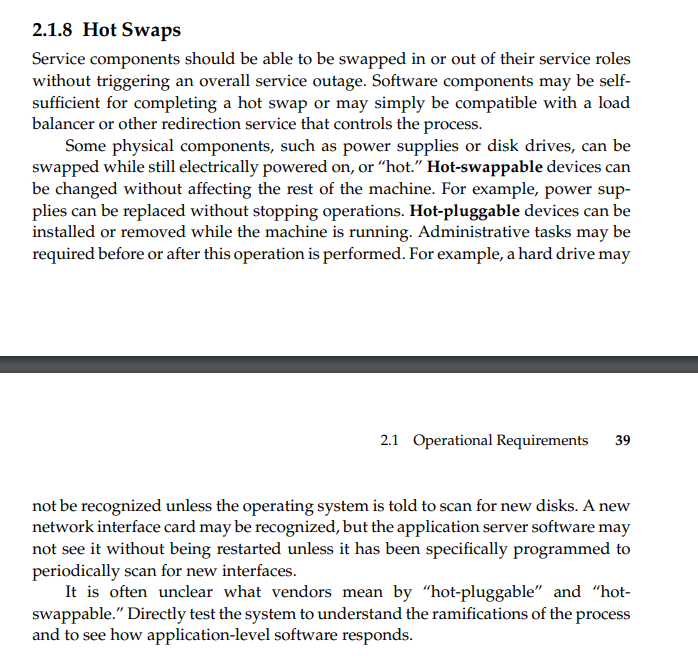 2.1.8 Hot Swaps
Service components should be able to be swapped in or out of their service roles
without triggering an overall service outage. Software components may be self-
sufficient for completing a hot swap or may simply be compatible with a load
balancer or other redirection service that controls the process.
Some physical components, such as power supplies or disk drives, can be
swapped while still electrically powered on, or “hot.” Hot-swappable devices can
be changed without affecting the rest of the machine. For example, power sup-
plies can be replaced without stopping operations. Hot-pluggable devices can be
installed or removed while the machine is running. Administrative tasks may be
required before or after this operation is performed. For example, a hard drive may
2.1 Operational Requirements 39
not be recognized unless the operating system is told to scan for new disks. A new
network interface card may be recognized, but the application server software may
not see it without being restarted unless it has been specifically programmed to
periodically scan for new interfaces.
It is often unclear what vendors mean by “hot-pluggable” and “hot-
swappable.” Directly test the system to understand the ramifications of the process
and to see how application-level software responds.